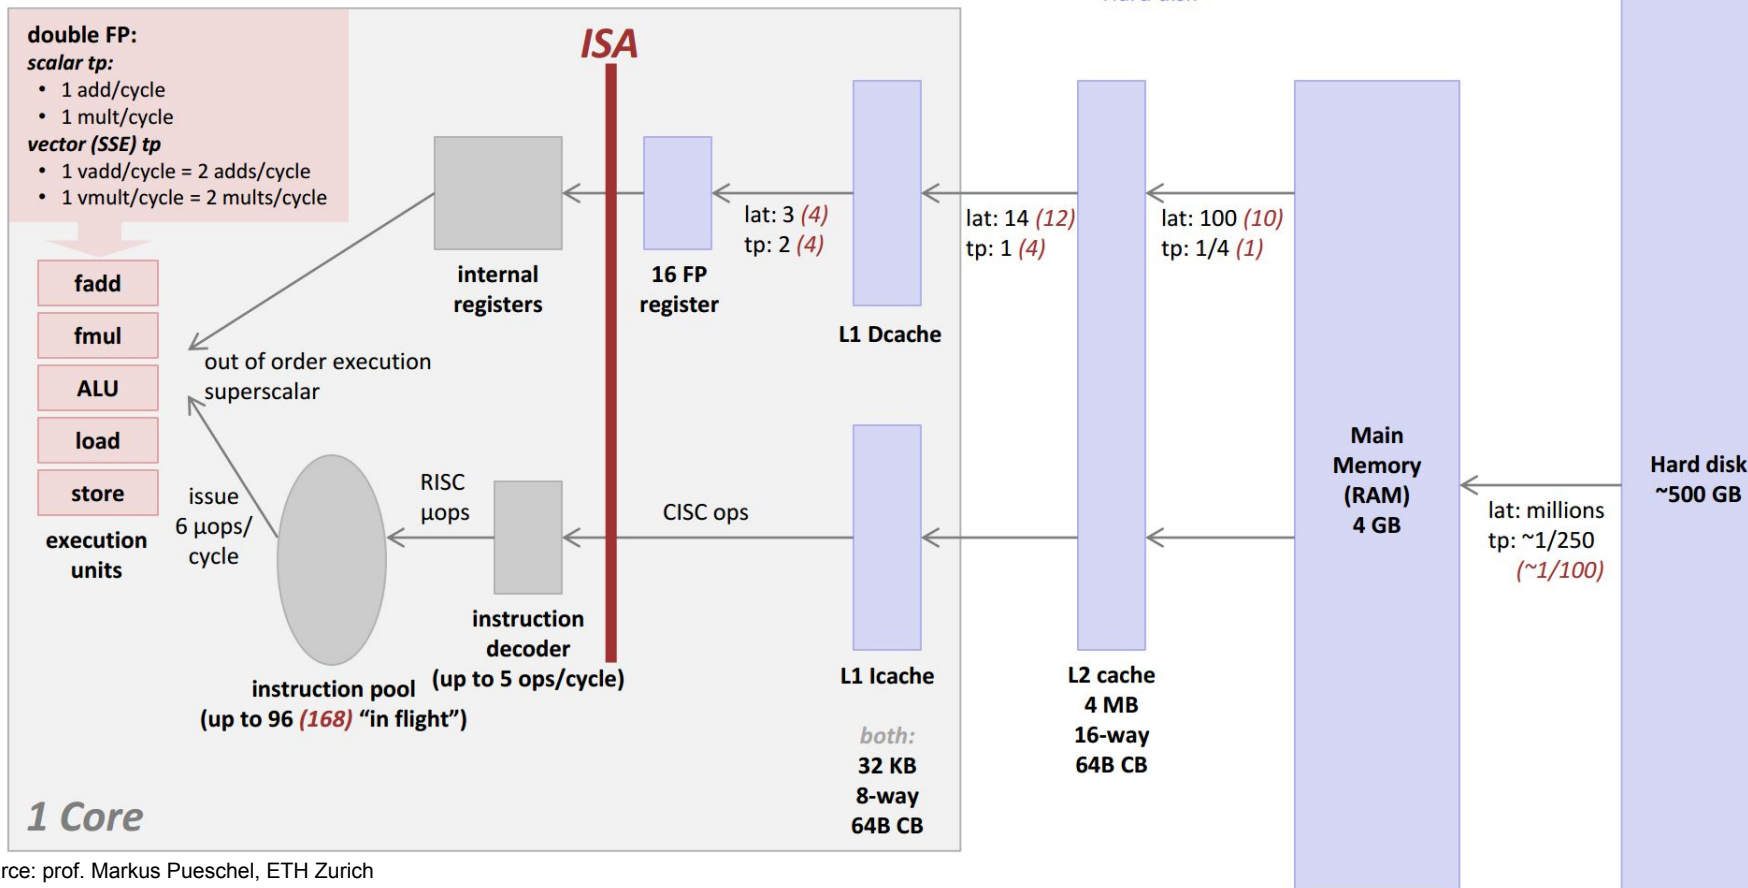 double FP:
scalar tp:
• 1 add/cycle
• 1 mult/cycle
vector (SSE) tp
• 1 vadd/cycle = 2 adds/cycle
• 1 vmult/cycle = 2 mults/cycle
ISA
fadd
fmul
ALU
load
store
execution
units
internal
registers
16 FP
register
lat: 3 (4)
tp: 2 (4)
L1 Dcache
lat: 14 (12)
tp: 1 (4)
lat: 100 (10)
tp: 1/4 (1)
out of order execution
superscalar
issue
6 μops/
cycle
RISC
μops
CISC ops
instruction
decoder
(up to 5 ops/cycle)
instruction pool
(up to 96 (168) “in flight”)
L1 Icache
both:
32 KB
8-way
64B CB
L2 cache
4 MB
16-way
64B CB
Main
Memory
(RAM)
4 GB
lat: millions
tp: ~1/250
(~1/100)
Hard disk
~500 GB
1 Core
rce: prof. Markus Pueschel, ETH Zurich